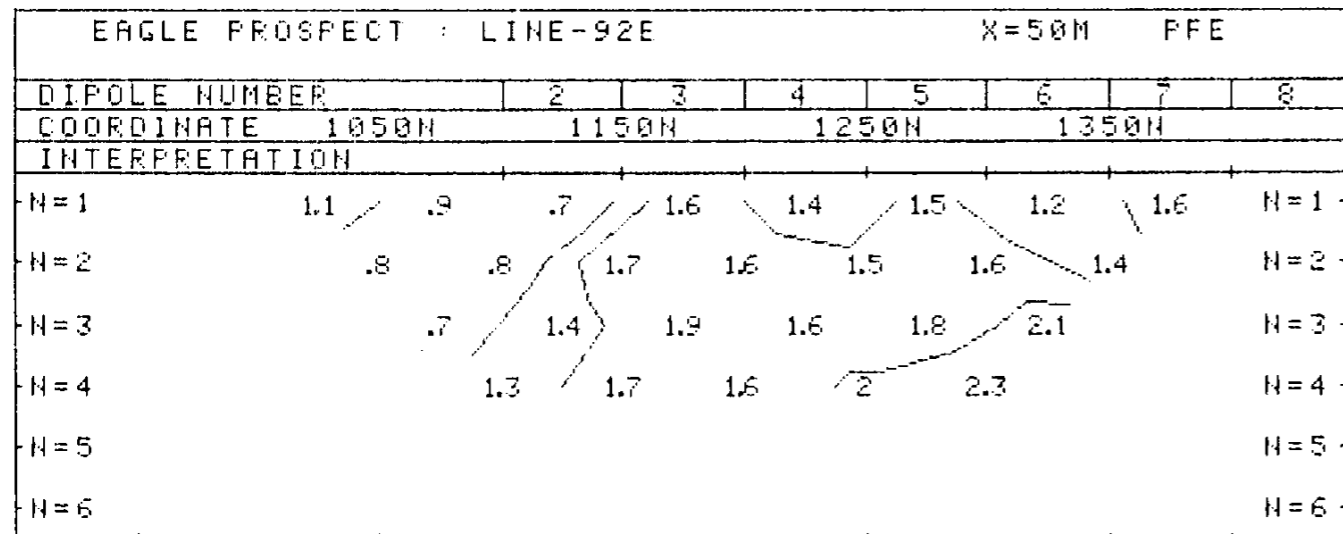 EAGLE PROSPECT : LINE-92E X=50M PFE
DIPOLE NUMBER 2 3 4 5 6 7 8
COORDINATE 1050N 1150N 1250N 1350N
INTERPRETATION
N=1 1.1 .9 .7 1.6 1.4 1.5 1.2 1.6 N=1
N=2 .8 .8 1.7 1.6 1.5 1.6 1.4 N=2
N=3 .7 1.4 1.9 1.6 1.8 2.1 N=3
N=4 1.3 1.7 1.6 2 2.3 N=4
N=5 N=5
N=6 N=6